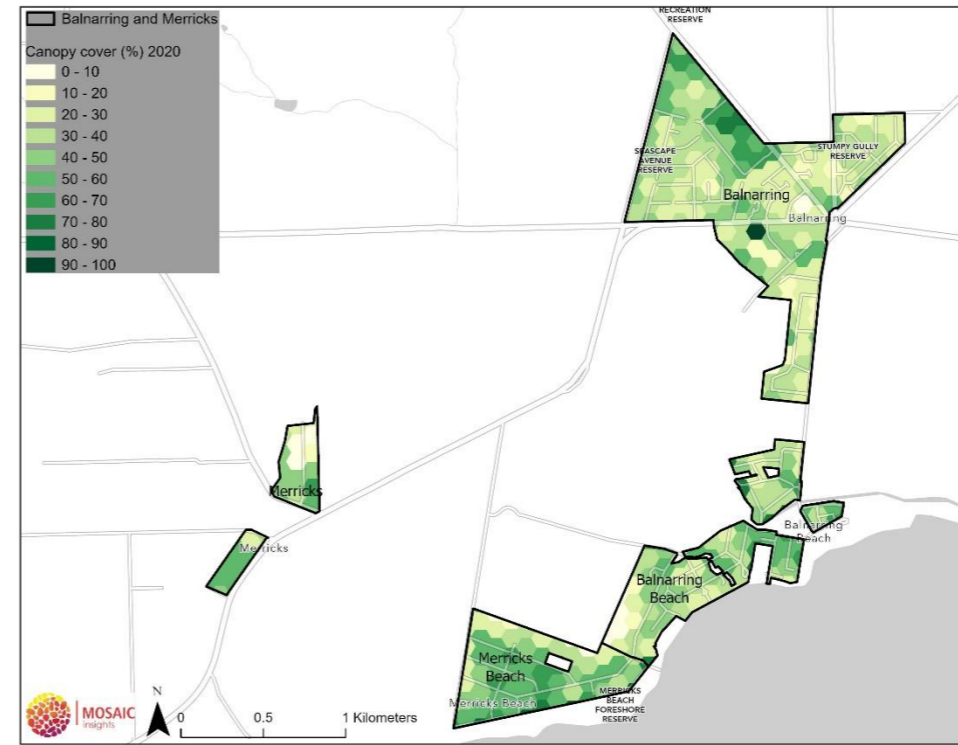 Balnarring and Merricks
Canopy cover (%) 2020
0 - 10
10 - 20
20 - 30
30 - 40
40 - 50
50 - 60
60 - 70
70 - 80
80 - 90
90 - 100
RECREATION
RESERVE
SEASCAPE
AVENUE
RESERVE
STUMPY GULLY
RESERVE
Balnarring
Balnarring
Merricks
Merricks
Balnarring
Beach
Balnarring
Beach
Merricks
Beach
Merricks Beach
MERRICKS
BEACH
FORESHORE
RESERVE
MOSAIC
insights
N
0 0.5 1 Kilometers